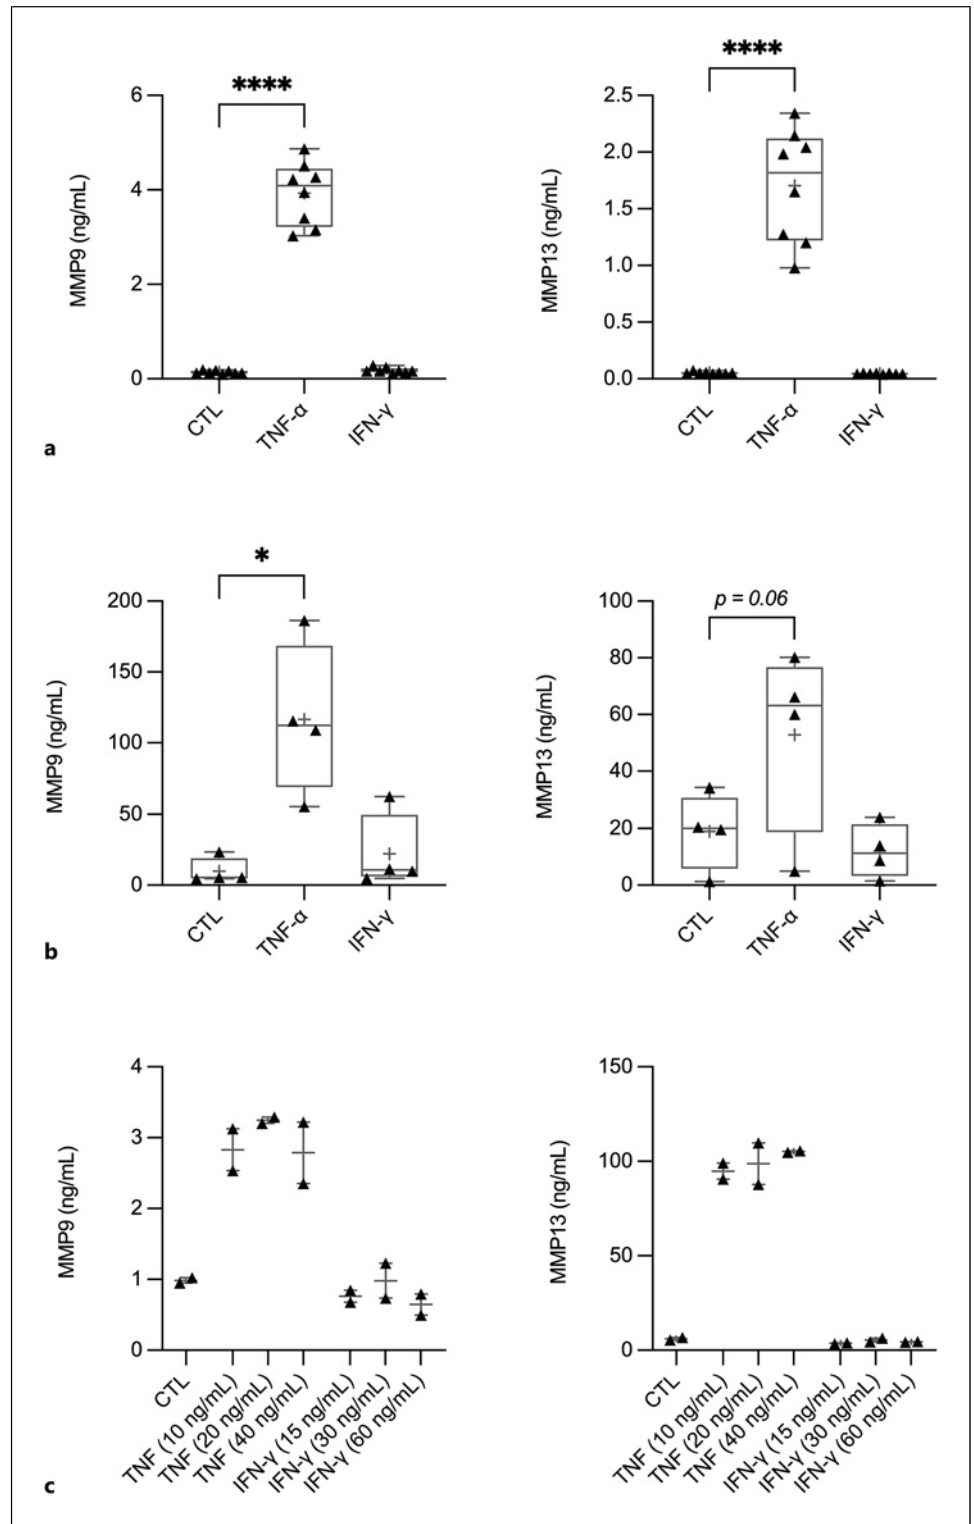 ****
6
4
2
0
MMP9 (ng/mL)
CTL
TNF-α
IFN-γ
****
2.5
2.0
1.5
1.0
0.5
0.0
MMP13 (ng/mL)
CTL
TNF-α
IFN-γ
a
*
200
150
100
50
0
MMP9 (ng/mL)
CTL
TNF-α
IFN-γ
p = 0.06
100
80
60
40
20
0
MMP13 (ng/mL)
CTL
TNF-α
IFN-γ
b
4
3
2
1
0
MMP9 (ng/mL)
CTL
TNF (10 ng/mL)
TNF (20 ng/mL)
TNF (40 ng/mL)
IFN-γ (15 ng/mL)
IFN-γ (30 ng/mL)
IFN-γ (60 ng/mL)
150
100
50
0
MMP13 (ng/mL)
CTL
TNF (10 ng/mL)
TNF (20 ng/mL)
TNF (40 ng/mL)
IFN-γ (15 ng/mL)
IFN-γ (30 ng/mL)
IFN-γ (60 ng/mL)
c